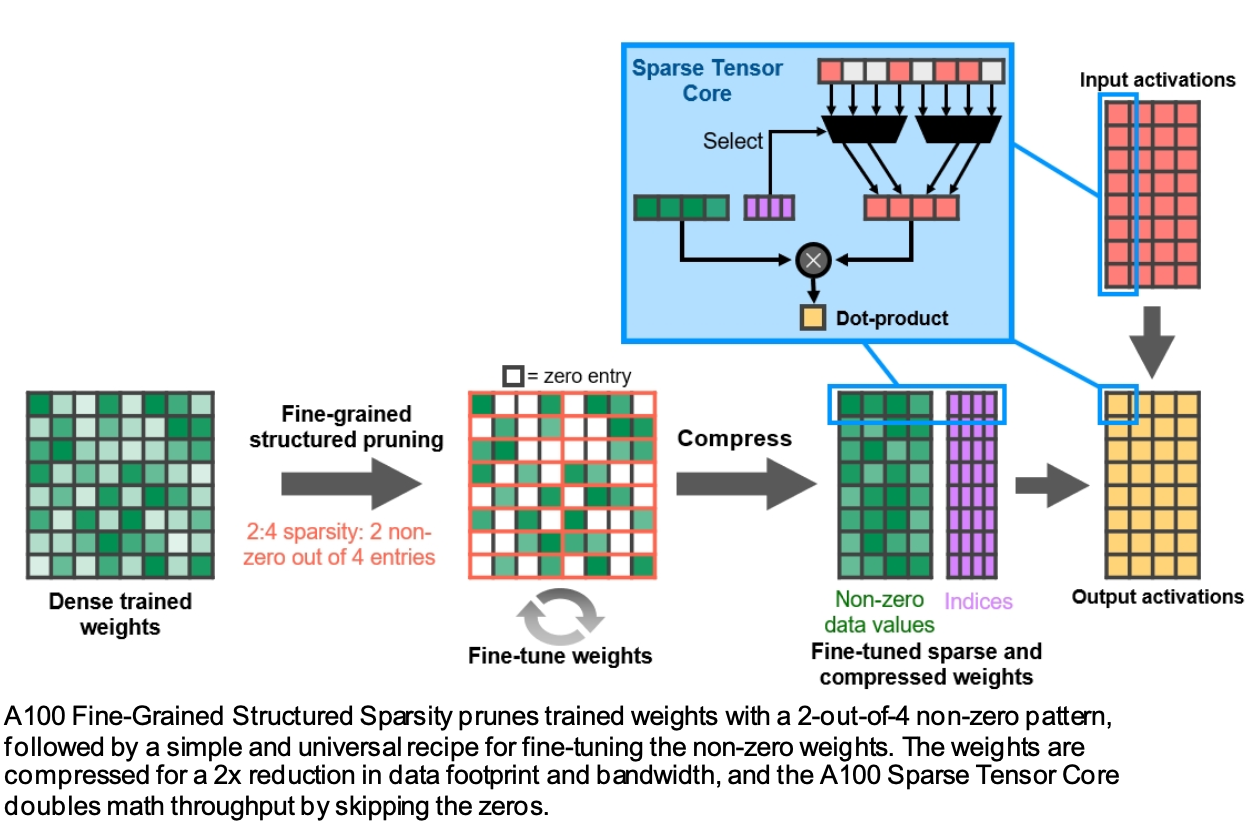 Sparse Tensor
Core
Select
Dot-product
Input activations
= zero entry
Fine-grained
structured pruning
2:4 sparsity: 2 non-
zero out of 4 entries
Compress
Dense trained
weights
Fine-tune weights
Non-zero
data values
Indices
Fine-tuned sparse and
compressed weights
Output activations
A100 Fine-Grained Structured Sparsity prunes trained weights with a 2-out-of-4 non-zero pattern,
followed by a simple and universal recipe for fine-tuning the non-zero weights. The weights are
compressed for a 2x reduction in data footprint and bandwidth, and the A100 Sparse Tensor Core
doubles math throughput by skipping the zeros.